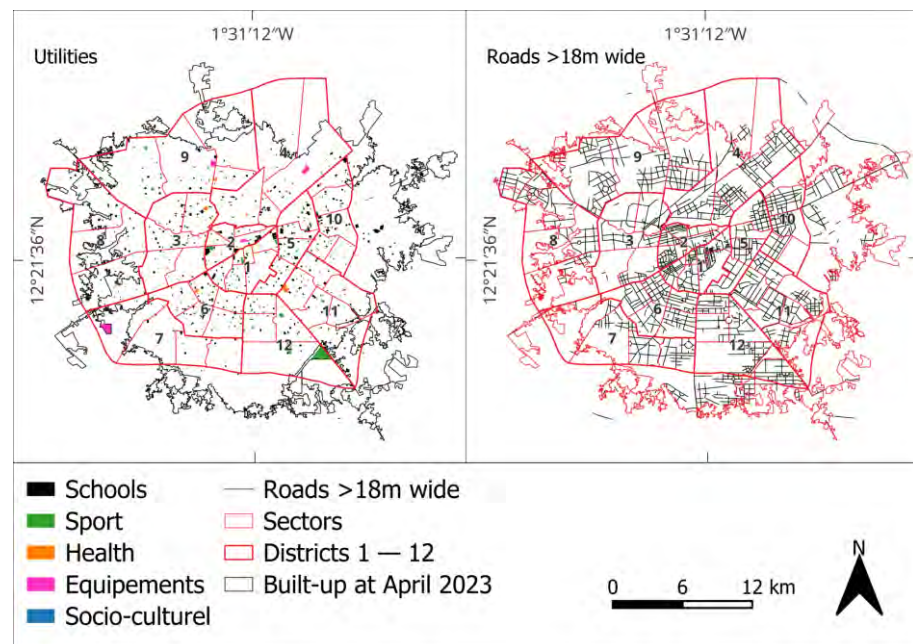 1°31′12″W
1°31′12″W
Utilities
Roads >18m wide
12°21′36″N
12°21′36″N
9
4
10
2
8
3
5
1
6
11
7
12
9
4
10
2
8
3
5
1
6
11
7
12
Schools
Sport
Health
Equipements
Socio-culturel
Roads >18m wide
Sectors
Districts 1 — 12
Built-up at April 2023
N
0 6 12 km